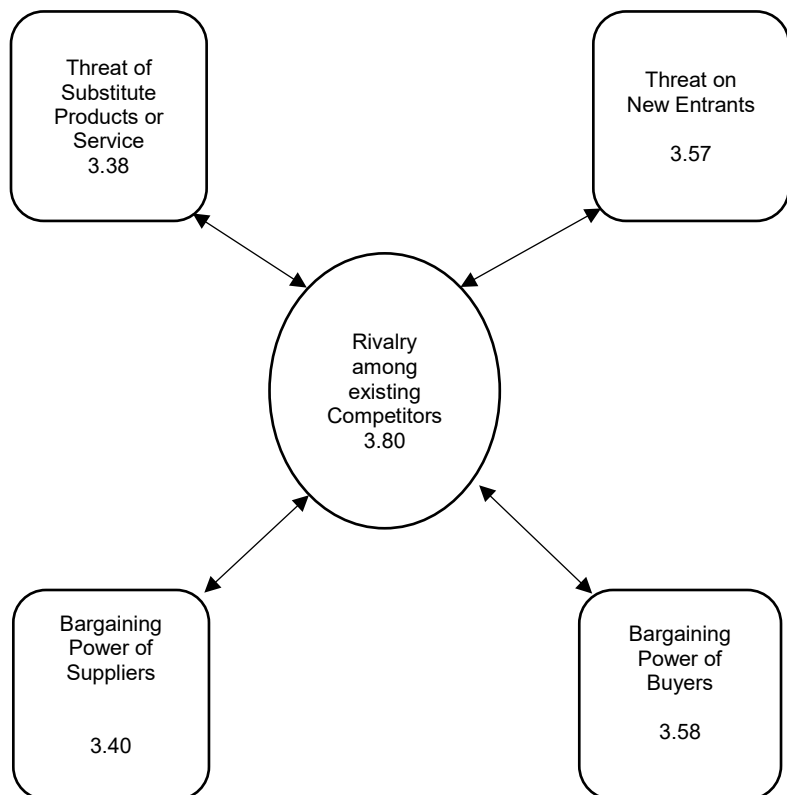 Threat of
Substitute
Products or
Service
3.38
Threat on
New Entrants
3.57
Rivalry
among
existing
Competitors
3.80
Bargaining
Power of
Suppliers
3.40
Bargaining
Power of
Buyers
3.58